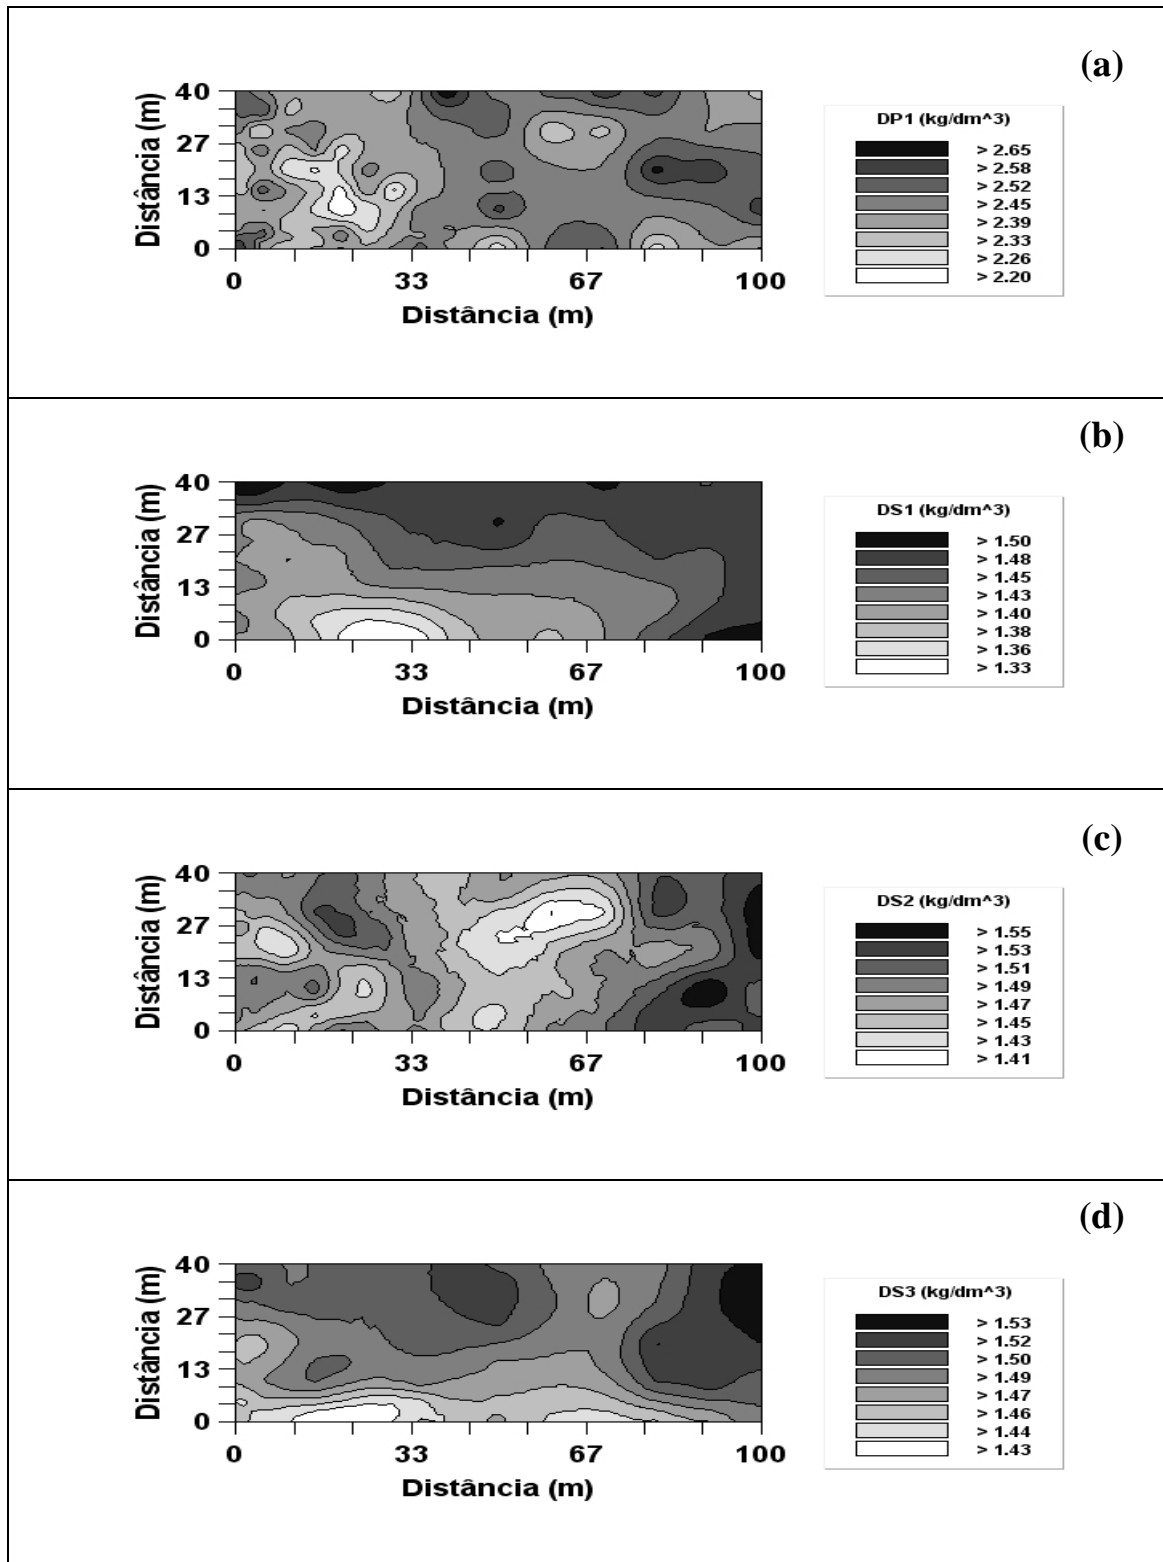 (a)
40
27
13
0
Distância (m)
0 33 67 100
Distância (m)
DP1 (kg/dm^3)
> 2.65
> 2.58
> 2.52
> 2.45
> 2.39
> 2.33
> 2.26
> 2.20
(b)
40
27
13
0
Distância (m)
0 33 67 100
Distância (m)
DS1 (kg/dm^3)
> 1.50
> 1.48
> 1.45
> 1.43
> 1.40
> 1.38
> 1.36
> 1.33
(c)
40
27
13
0
Distância (m)
0 33 67 100
Distância (m)
DS2 (kg/dm^3)
> 1.55
> 1.53
> 1.51
> 1.49
> 1.47
> 1.45
> 1.43
> 1.41
(d)
40
27
13
0
Distância (m)
0 33 67 100
Distância (m)
DS3 (kg/dm^3)
> 1.53
> 1.52
> 1.50
> 1.49
> 1.47
> 1.46
> 1.44
> 1.43